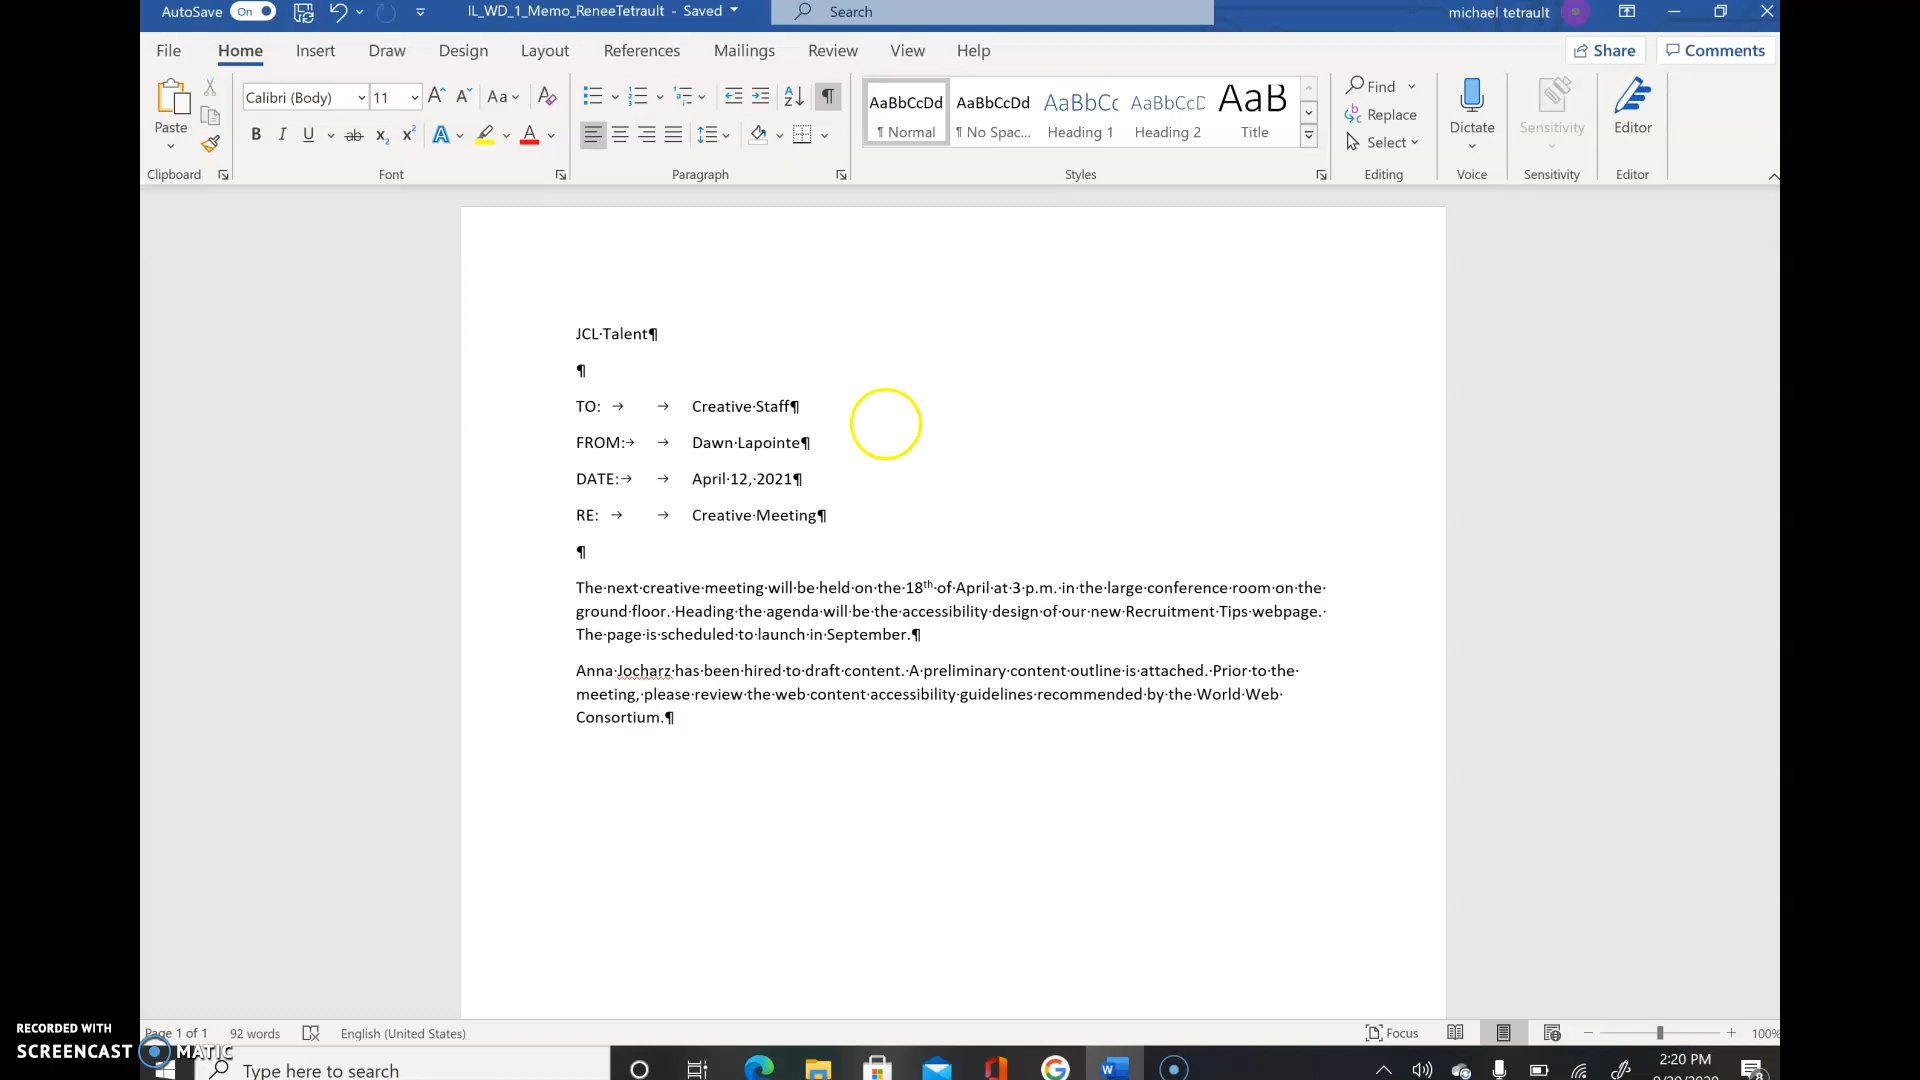 AutoSave On IL_WD_1_Memo_ReneeTetrault - Saved Search michael tetrault
File Home Insert Draw Design Layout References Mailings Review View Help Share Comments
Calibri (Body) 11 Aa AaBbCcDd AaBbCcDd AaBbCc AaBbCcD AaB Find
Paste Replace Dictate Sensitivity Editor
B I U ab x₂ x² A A ¶ Normal ¶ No Spac... Heading 1 Heading 2 Title Select
Clipboard Font Paragraph Styles Editing Voice Sensitivity Editor
JCL·Talent¶
¶
TO: → → Creative·Staff¶
FROM:→ → Dawn·Lapointe¶
DATE:→ → April·12,·2021¶
RE: → → Creative·Meeting¶
¶
The·next·creative·meeting·will·be·held·on·the·18th·of·April·at·3·p.m.·in·the·large·conference·room·on·the·
ground·floor.·Heading·the·agenda·will·be·the·accessibility·design·of·our·new·Recruitment·Tips·webpage.·
The·page·is·scheduled·to·launch·in·September.¶
Anna·Jocharz·has·been·hired·to·draft·content.·A·preliminary·content·outline·is·attached.·Prior·to·the·
meeting,·please·review·the·web·content·accessibility·guidelines·recommended·by·the·World·Web·
Consortium.¶
Page 1 of 1 92 words English (United States) Focus 100%
RECORDED WITH
SCREENCAST MATIC
Type here to search 2:20 PM